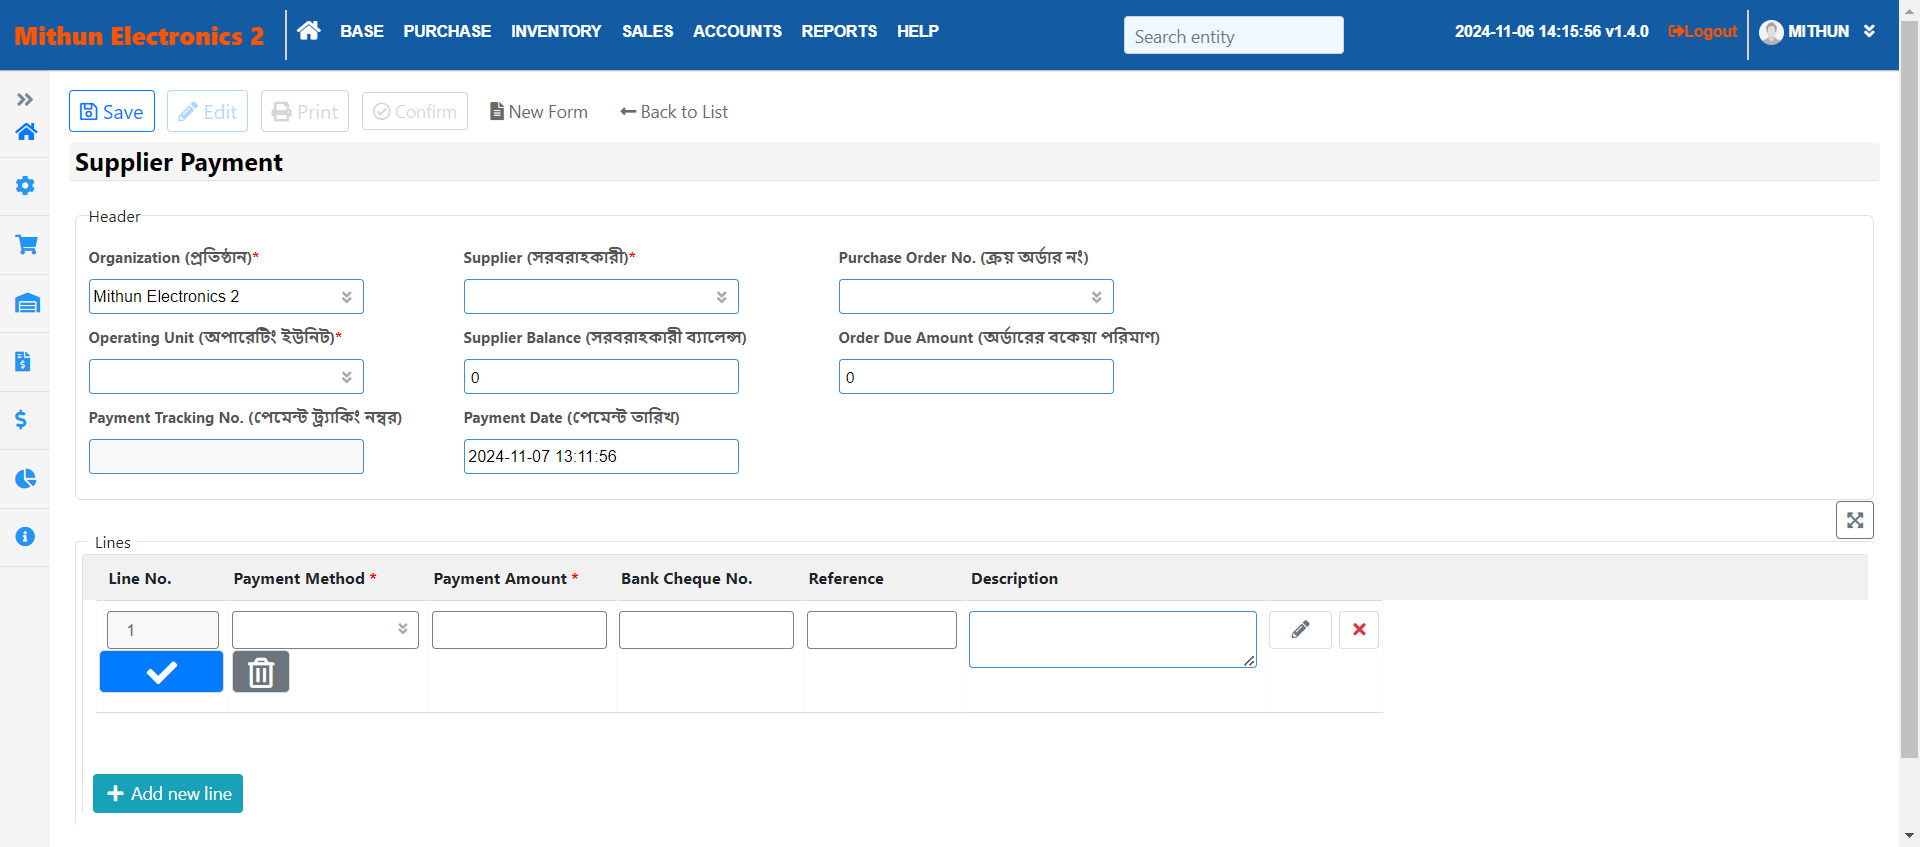 Mithun Electronics 2
BASE PURCHASE INVENTORY SALES ACCOUNTS REPORTS HELP
Search entity
2024-11-06 14:15:56 v1.4.0 Logout MITHUN
Save Edit Print Confirm New Form Back to List
Supplier Payment
Header
Organization (প্রতিষ্ঠান)* Supplier (সরবরাহকারী)* Purchase Order No. (ক্রয় অর্ডার নং)
Mithun Electronics 2
Operating Unit (অপারেটিং ইউনিট)* Supplier Balance (সরবরাহকারী ব্যালেন্স) Order Due Amount (অর্ডারের বকেয়া পরিমাণ)
0 0
Payment Tracking No. (পেমেন্ট ট্র্যাকিং নম্বর) Payment Date (পেমেন্ট তারিখ)
2024-11-07 13:11:56
Lines
Line No. Payment Method * Payment Amount * Bank Cheque No. Reference Description
1
Add new line